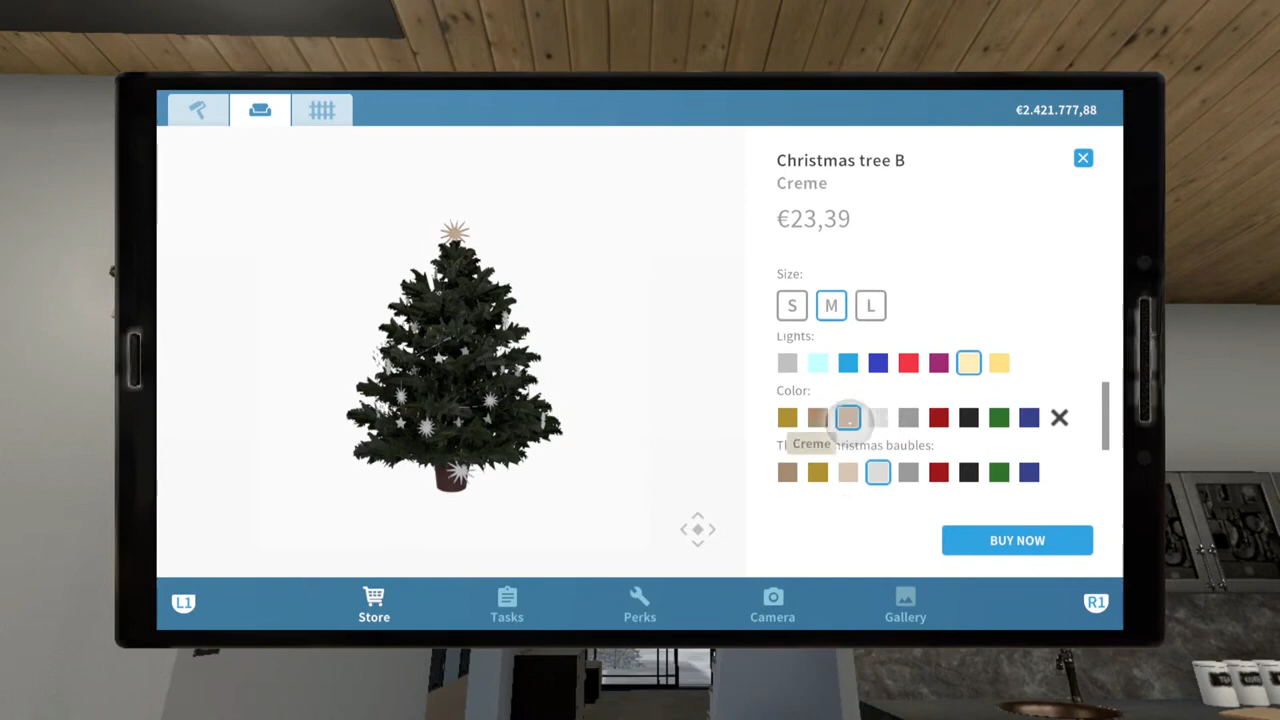 €2.421.777,88
Christmas tree B
Creme
€23,39
Size:
S M L
Lights:
Color:
Creme
christmas baubles:
BUY NOW
L1
Store
Tasks
Perks
Camera
Gallery
R1